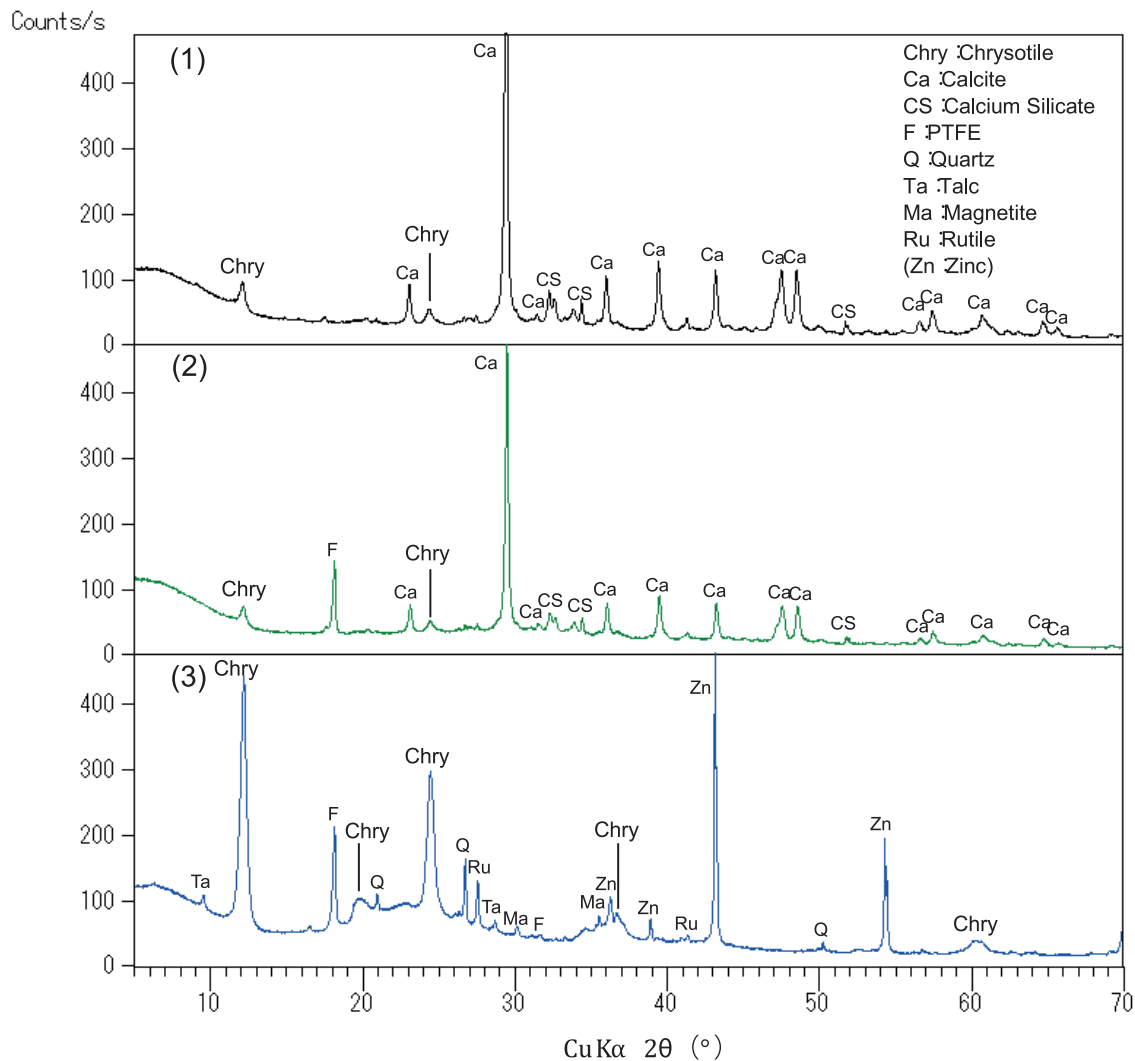 Counts/s
(1)
Ca
Chry :Chrysotile
Ca :Calcite
CS :Calcium Silicate
F :PTFE
Q :Quartz
Ta :Talc
Ma :Magnetite
Ru :Rutile
(Zn :Zinc)
400
300
200
100
0
Chry
Ca
Chry
Ca
CS
CS
Ca
Ca
Ca
Ca
Ca
CS
Ca
Ca
Ca
Ca
Ca
(2)
Ca
400
300
200
100
0
Chry
F
Ca
Chry
Ca
CS
CS
Ca
Ca
Ca
Ca
Ca
CS
Ca
Ca
Ca
Ca
Ca
(3)
400
300
200
100
0
Ta
Chry
F
Chry
Q
Chry
Q
Ru
Ta
Ma
F
Ma
Zn
Chry
Zn
Ru
Zn
Q
Zn
Chry
10
20
30
40
50
60
70
CuKα 2θ (°)